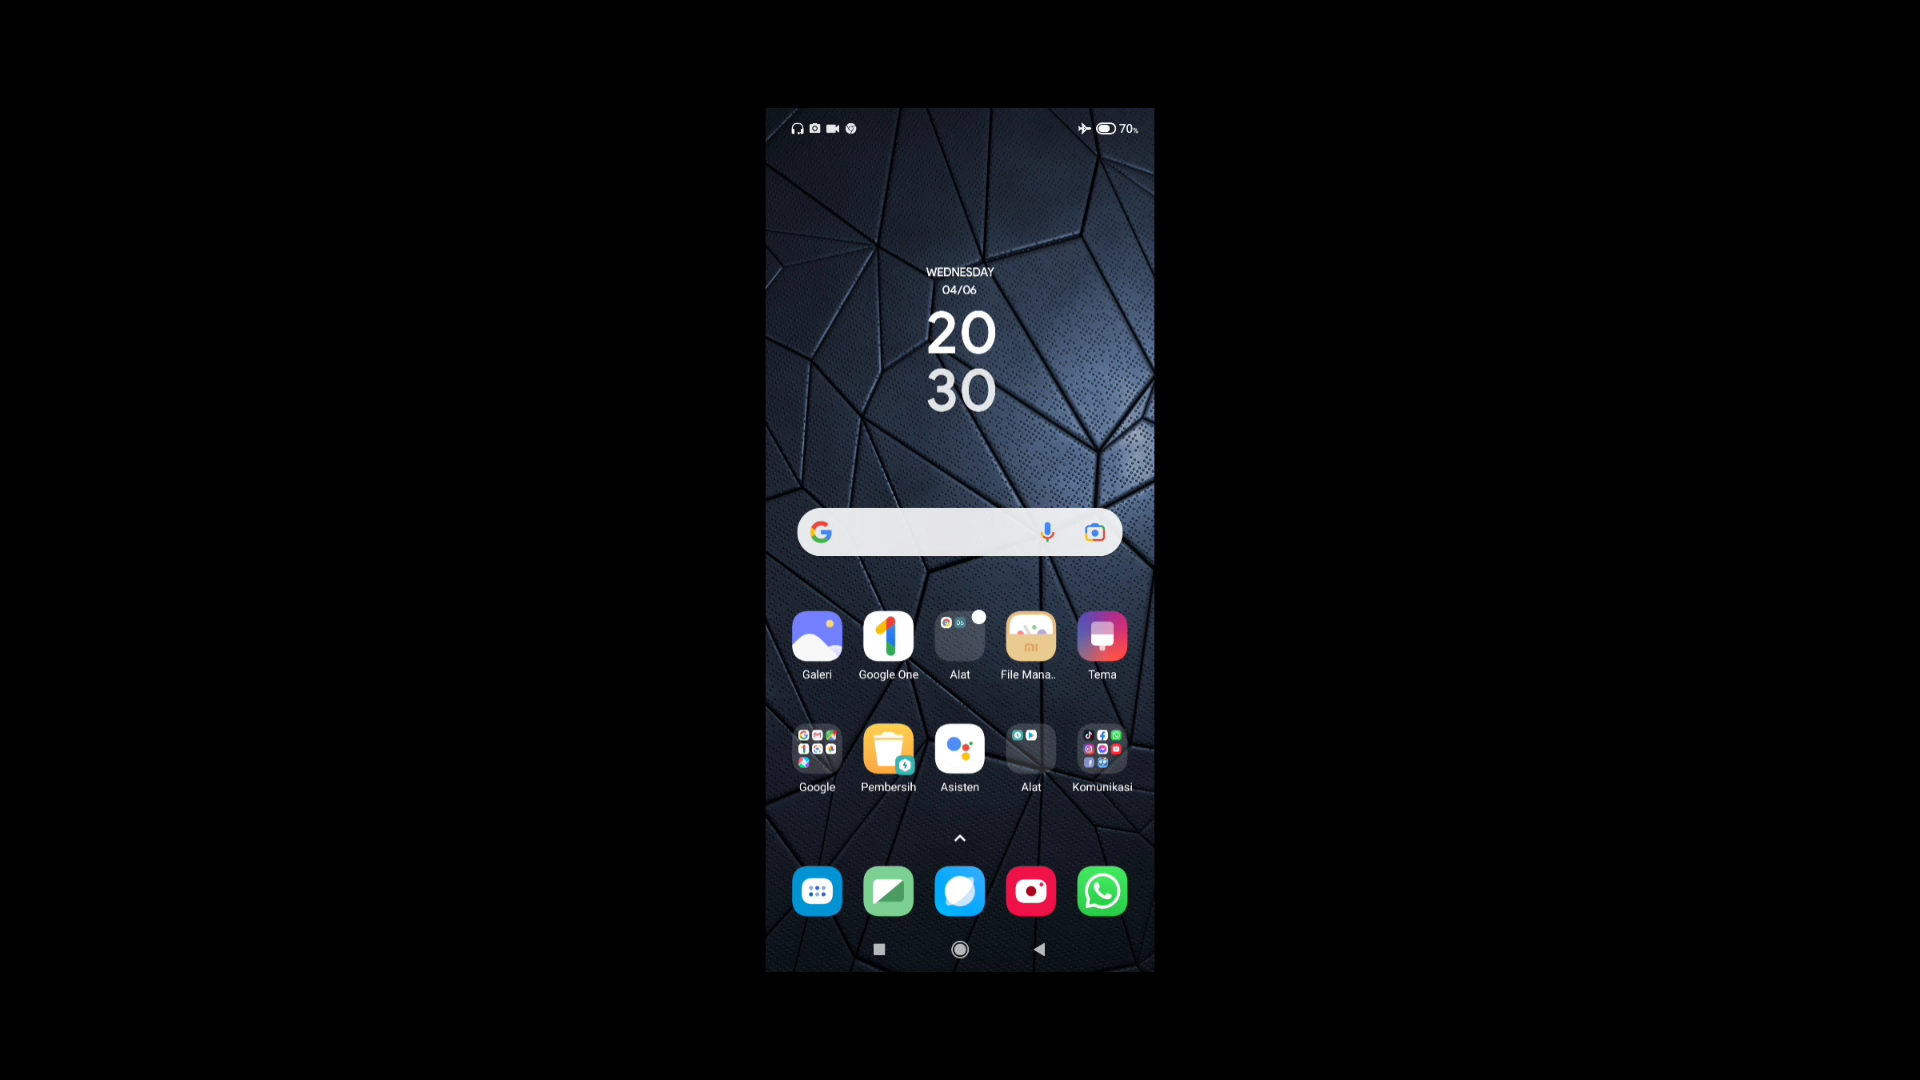 70%
WEDNESDAY
04/06
20
30
Galeri
Google One
Alat
File Mana..
Tema
Google
Pembersih
Asisten
Alat
Komunikasi